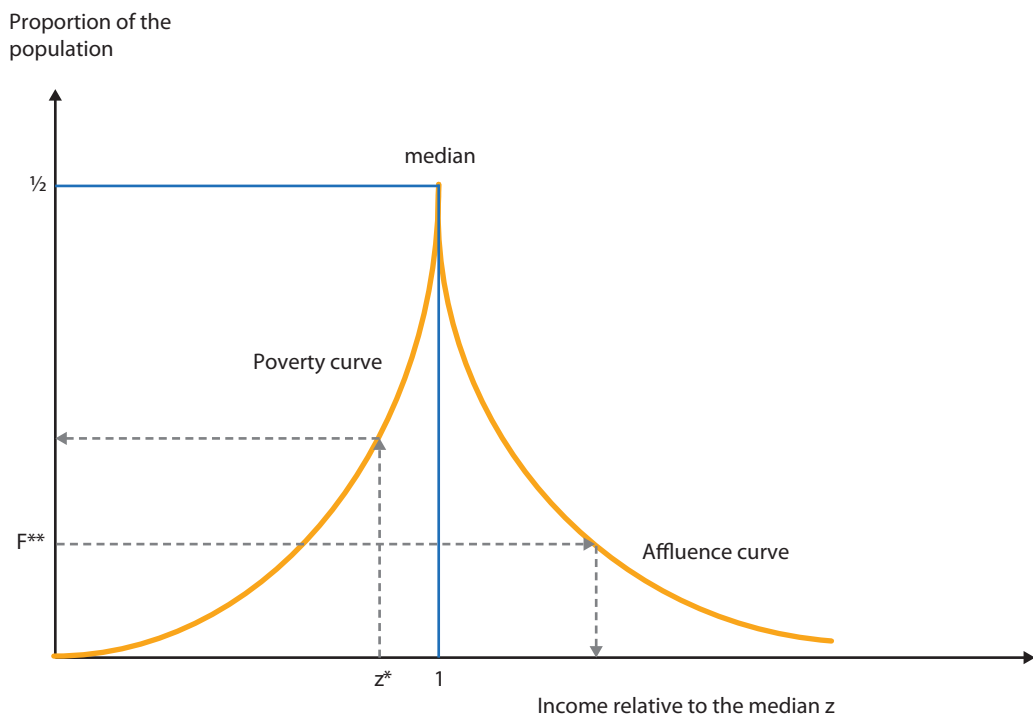 Proportion of the
population
median
½
Poverty curve
F**
Affluence curve
z*
1
Income relative to the median z